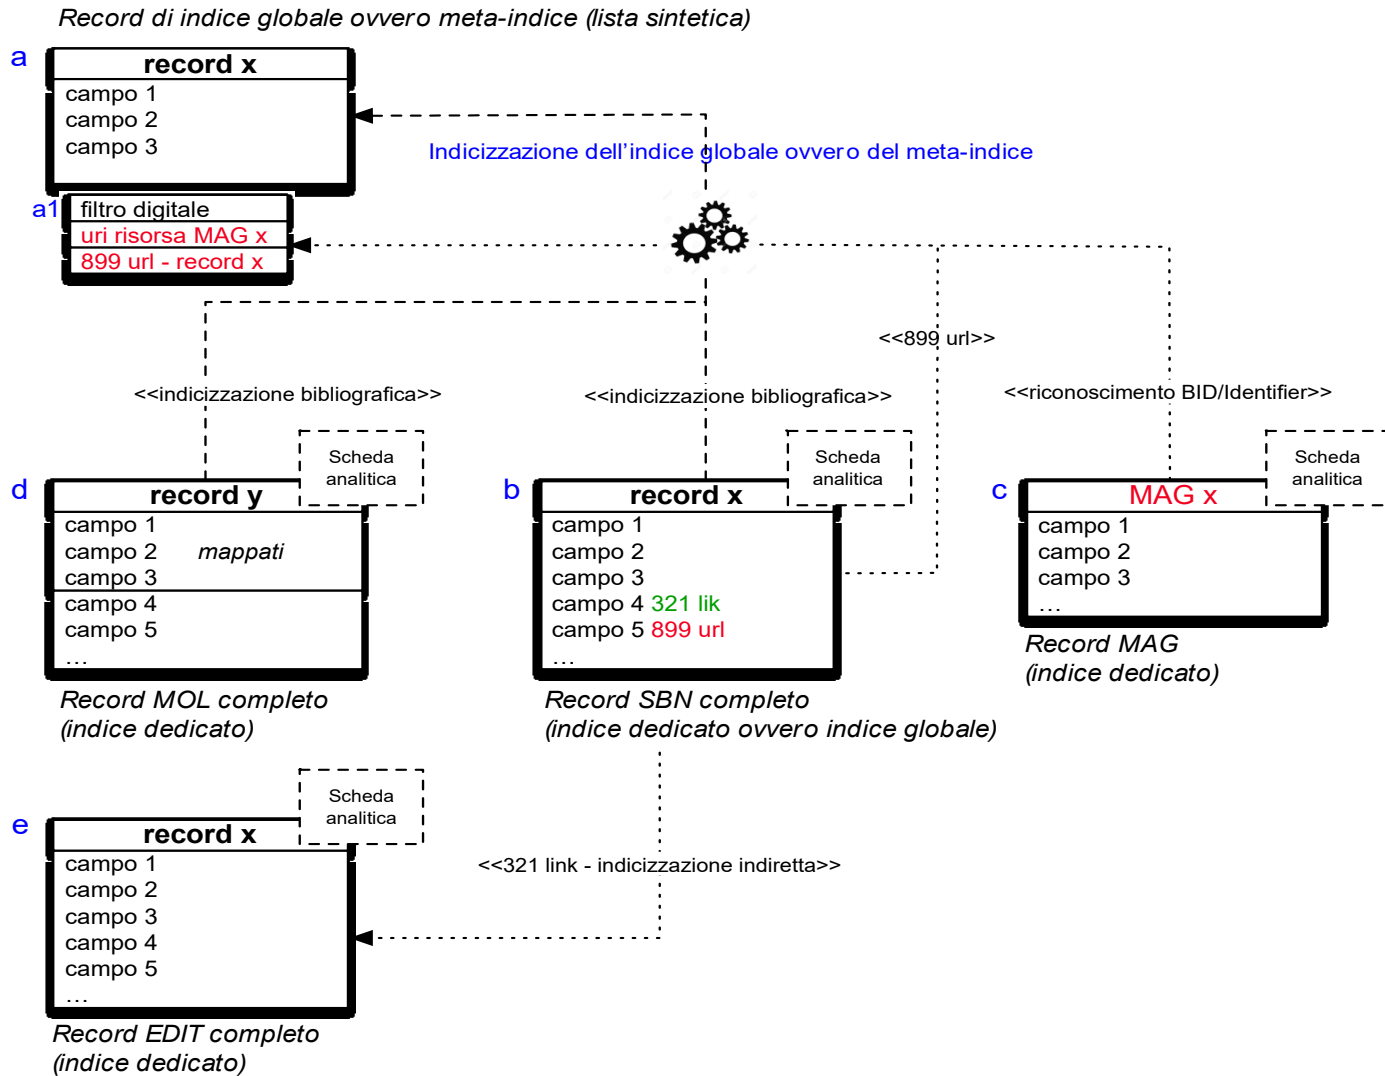 Record di indice globale ovvero meta-indice (lista sintetica)
a
record x
campo 1
campo 2
campo 3
Indicizzazione dell'indice globale ovvero del meta-indice
a1
filtro digitale
uri risorsa MAG x
899 url - record x
<<899 url>>
<<indicizzazione bibliografica>>
<<indicizzazione bibliografica>>
<<riconoscimento BID/Identifier>>
d
Scheda
analitica
record y
campo 1
campo 2 mappati
campo 3
campo 4
campo 5
...
Record MOL completo
(indice dedicato)
b
Scheda
analitica
record x
campo 1
campo 2
campo 3
campo 4 321 lik
campo 5 899 url
...
Record SBN completo
(indice dedicato ovvero indice globale)
c
Scheda
analitica
MAG x
campo 1
campo 2
campo 3
...
Record MAG
(indice dedicato)
e
Scheda
analitica
record x
campo 1
campo 2
campo 3
campo 4
campo 5
...
<<321 link - indicizzazione indiretta>>
Record EDIT completo
(indice dedicato)